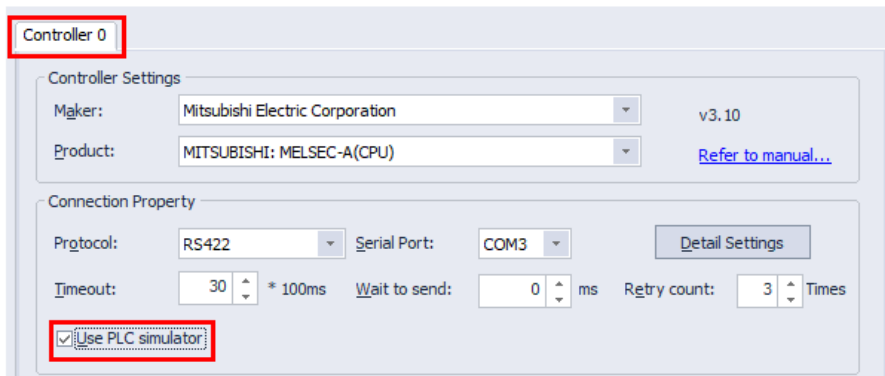 Controller 0
Controller Settings
Maker: Mitsubishi Electric Corporation v3.10
Product: MITSUBISHI: MELSEC-A(CPU) Refer to manual...
Connection Property
Protocol: RS422 Serial Port: COM3 Detail Settings
Timeout: 30 * 100ms Wait to send: 0 ms Retry count: 3 Times
Use PLC simulator